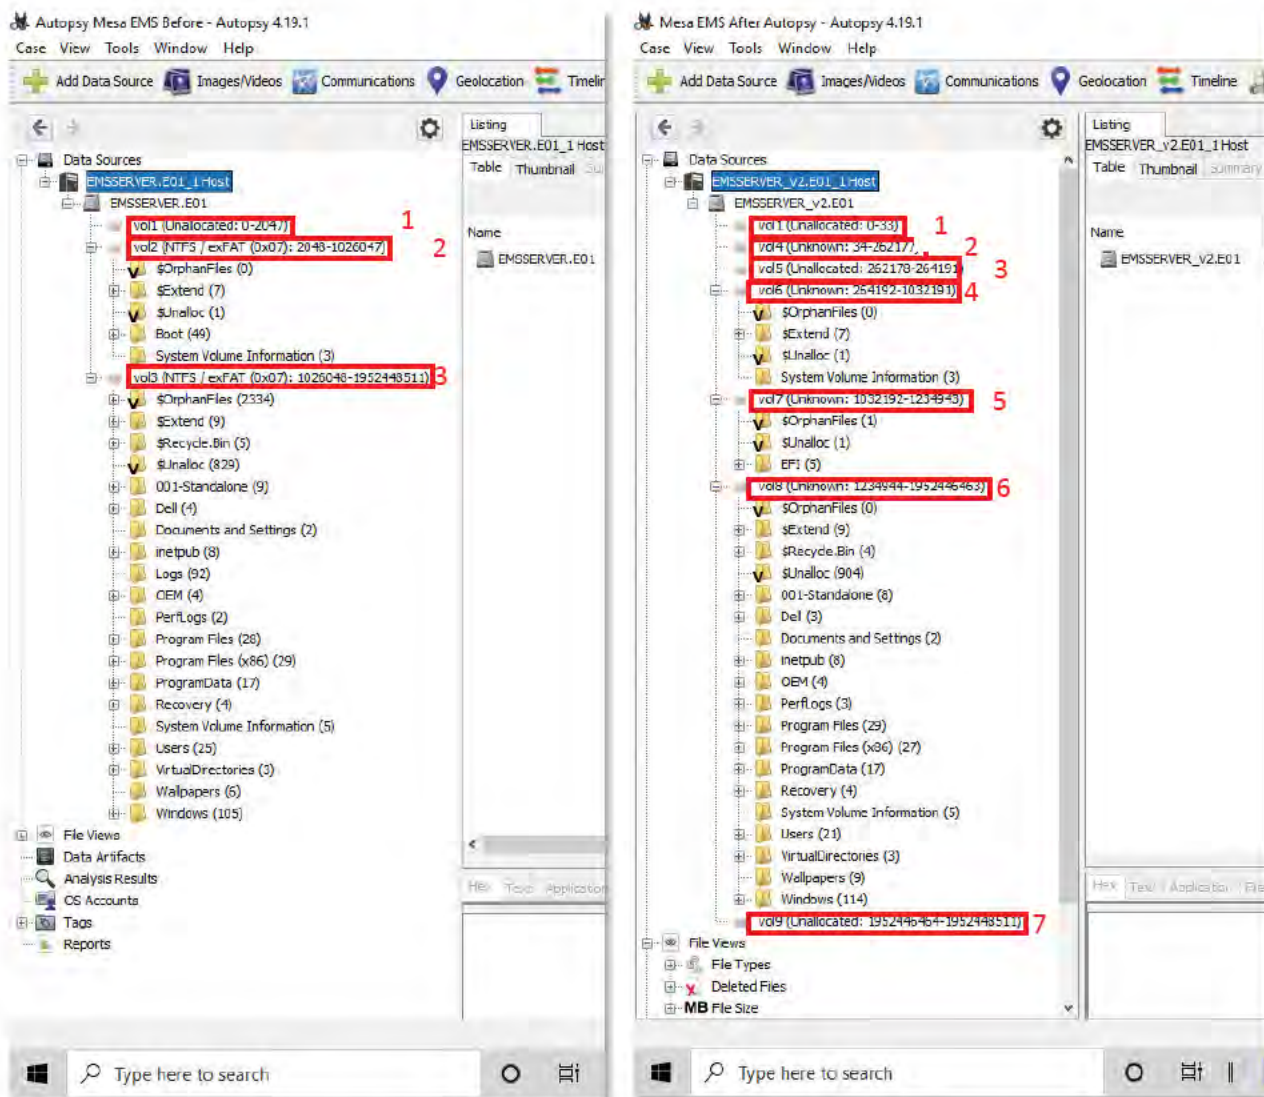 Autopsy Mesa EMS Before - Autopsy 4.19.1
Case View Tools Window Help
Add Data Source Images/Videos Communications Geolocation Timelin
Listing
EMSSERVER.E01_1 Host
Table Thumbnail
Name
EMSSERVER.E01
Data Sources
EMSSERVER.E01_1 Host
EMSSERVER.E01
vol1 (Unallocated: 0-2047) 1
vol2 (NTFS / exFAT (0x07): 2048-1026047) 2
$OrphanFiles (0)
$Extend (7)
$Unalloc (1)
Boot (49)
System Volume Information (3)
vol3 (NTFS / exFAT (0x07): 1026048-1952448511) 3
$OrphanFiles (2334)
$Extend (9)
$Recycle.Bin (5)
$Unalloc (829)
001-Standalone (9)
Dell (4)
Documents and Settings (2)
inetpub (8)
Logs (92)
OEM (4)
PerfLogs (2)
Program Files (28)
Program Files (x86) (29)
ProgramData (17)
Recovery (4)
System Volume Information (5)
Users (25)
VirtualDirectories (3)
Wallpapers (6)
Windows (105)
File Views
Data Artifacts
Analysis Results
OS Accounts
Tags
Reports
Hex Text Application
Type here to search
Mesa EMS After Autopsy - Autopsy 4.19.1
Case View Tools Window Help
Add Data Source Images/Videos Communications Geolocation Timeline
Listing
EMSSERVER_v2.E01_1 Host
Table Thumbnail Summary
Name
EMSSERVER_v2.E01
Data Sources
EMSSERVER_v2.E01_1 Host
EMSSERVER_v2.E01
vol1 (Unallocated: 0-33) 1
vol4 (Unknown: 34-262177) 2
vol5 (Unallocated: 262178-264191) 3
vol6 (Unknown: 264192-1032191) 4
$OrphanFiles (0)
$Extend (7)
$Unalloc (1)
System Volume Information (3)
vol7 (Unknown: 1032192-1234943) 5
$OrphanFiles (1)
$Unalloc (1)
EFI (5)
vol8 (Unknown: 1234944-1952446463) 6
$OrphanFiles (0)
$Extend (9)
$Recycle.Bin (4)
$Unalloc (904)
001-Standalone (8)
Dell (3)
Documents and Settings (2)
inetpub (8)
OEM (4)
PerfLogs (3)
Program Files (29)
Program Files (x86) (27)
ProgramData (17)
Recovery (4)
System Volume Information (5)
Users (21)
VirtualDirectories (3)
Wallpapers (9)
Windows (114)
vol9 (Unallocated: 1952446464-1952448511) 7
File Views
File Types
Deleted Files
MB File Size
Hex Text Application File
Type here to search